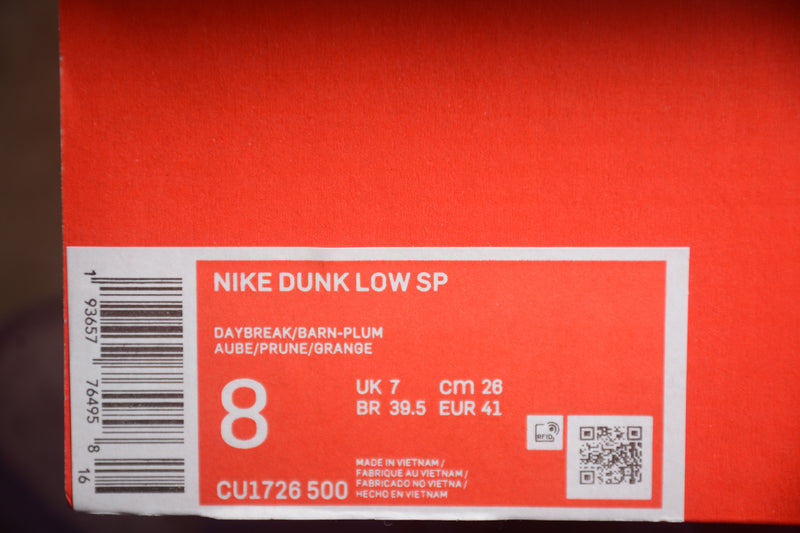 NIKE DUNK LOW SP
DAYBREAK/BARN-PLUM
AUBE/PRUNE/GRANGE
8
UK 7 cm 26
BR 39.5 EUR 41
RFID
CU1726 500
MADE IN VIETNAM /
FABRIQUE AU VIETNAM /
FABRICADO NO VIETNA /
HECHO EN VIETNAM
1 93657 76495 8 16